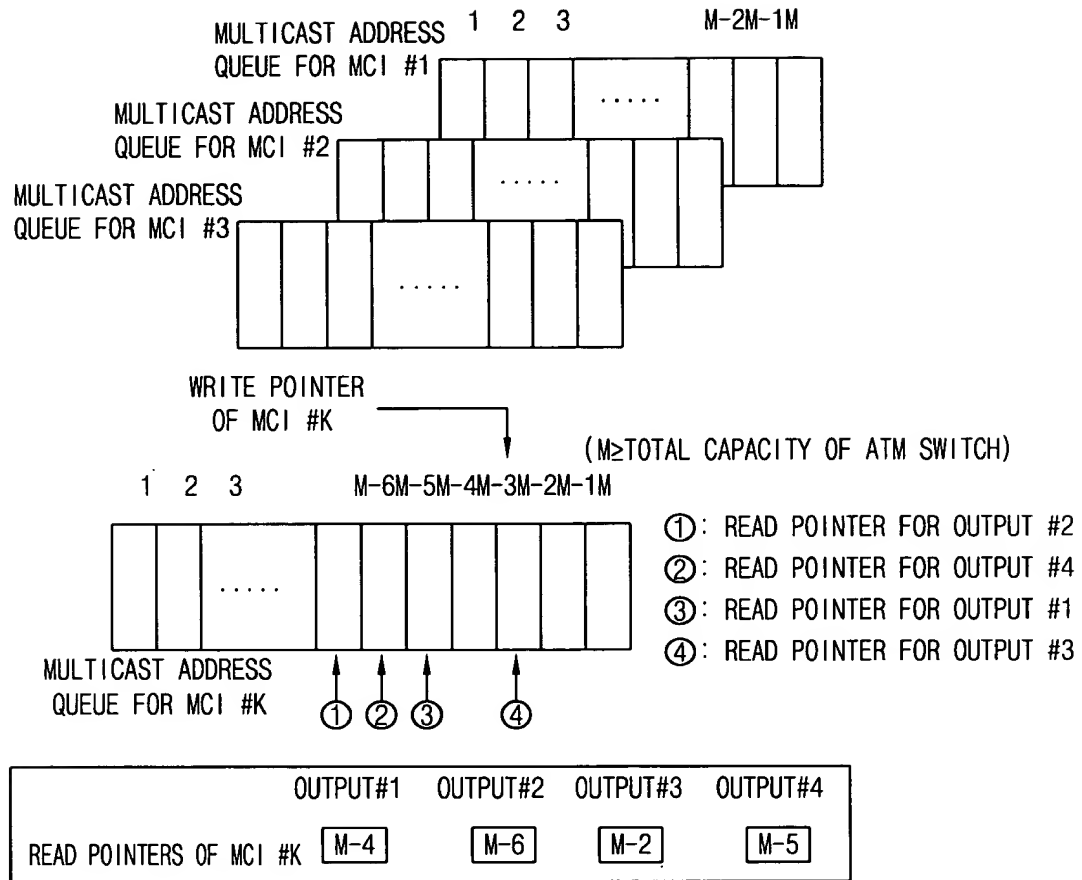 1 2 3 M-2M-1M
MULTICAST ADDRESS
QUEUE FOR MCI #1
.....
MULTICAST ADDRESS
QUEUE FOR MCI #2
.....
MULTICAST ADDRESS
QUEUE FOR MCI #3
.....
WRITE POINTER
OF MCI #K
(M≥TOTAL CAPACITY OF ATM SWITCH)
1 2 3 M-6M-5M-4M-3M-2M-1M
.....
①: READ POINTER FOR OUTPUT #2
②: READ POINTER FOR OUTPUT #4
③: READ POINTER FOR OUTPUT #1
④: READ POINTER FOR OUTPUT #3
MULTICAST ADDRESS
QUEUE FOR MCI #K
① ② ③ ④
OUTPUT#1 OUTPUT#2 OUTPUT#3 OUTPUT#4
READ POINTERS OF MCI #K M-4 M-6 M-2 M-5